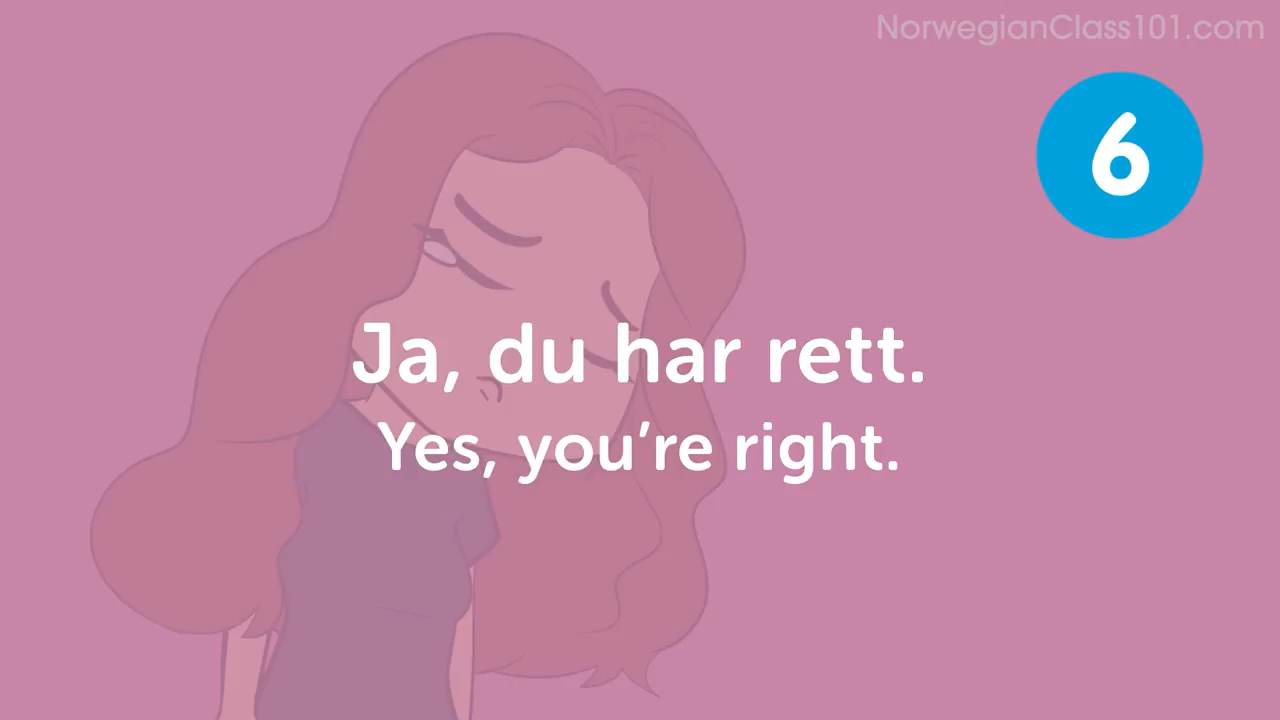 NorwegianClass101.com
6
Ja, du har rett.
Yes, you’re right.